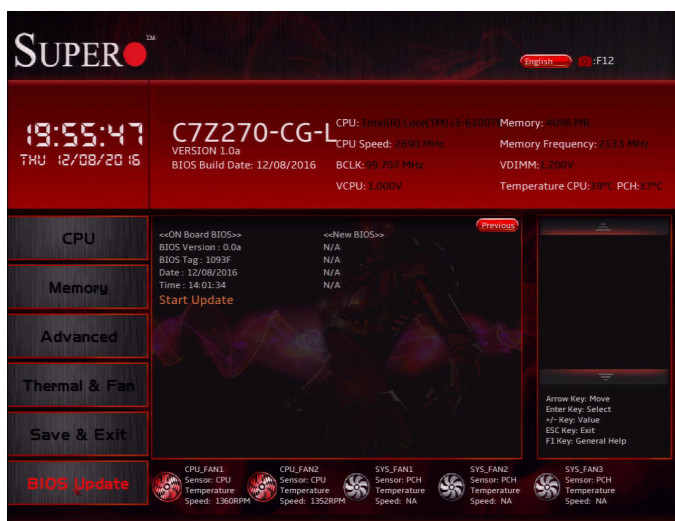 SUPER
TM
English
:F12
19:55:47
THU 12/08/2016
C7Z270-CG-L
VERSION 1.0a
BIOS Build Date: 12/08/2016
CPU: Intel(R) Core(TM) i3-6100T
CPU Speed: 2690 MHz
BCLK: 99.703 MHz
VCPU: 1.000V
Memory: 4096 MB
Memory Frequency: 2133 MHz
VDIMM: 1.200V
Temperature CPU: PCH:
CPU
Memory
Advanced
Thermal & Fan
Save & Exit
BIOS Update
Previous
<<ON Board BIOS>> <<New BIOS>>
BIOS Version : 0.0a N/A
BIOS Tag : 1093F N/A
Date : 12/08/2016 N/A
Time : 14:01:34 N/A
Start Update
Arrow Key: Move
Enter Key: Select
+/- Key: Value
ESC Key: Exit
F1 Key: General Help
CPU_FAN1
Sensor: CPU
Temperature
Speed: 1360RPM
CPU_FAN2
Sensor: CPU
Temperature
Speed: 1352RPM
SYS_FAN1
Sensor: PCH
Temperature
Speed: NA
SYS_FAN2
Sensor: PCH
Temperature
Speed: NA
SYS_FAN3
Sensor: PCH
Temperature
Speed: NA